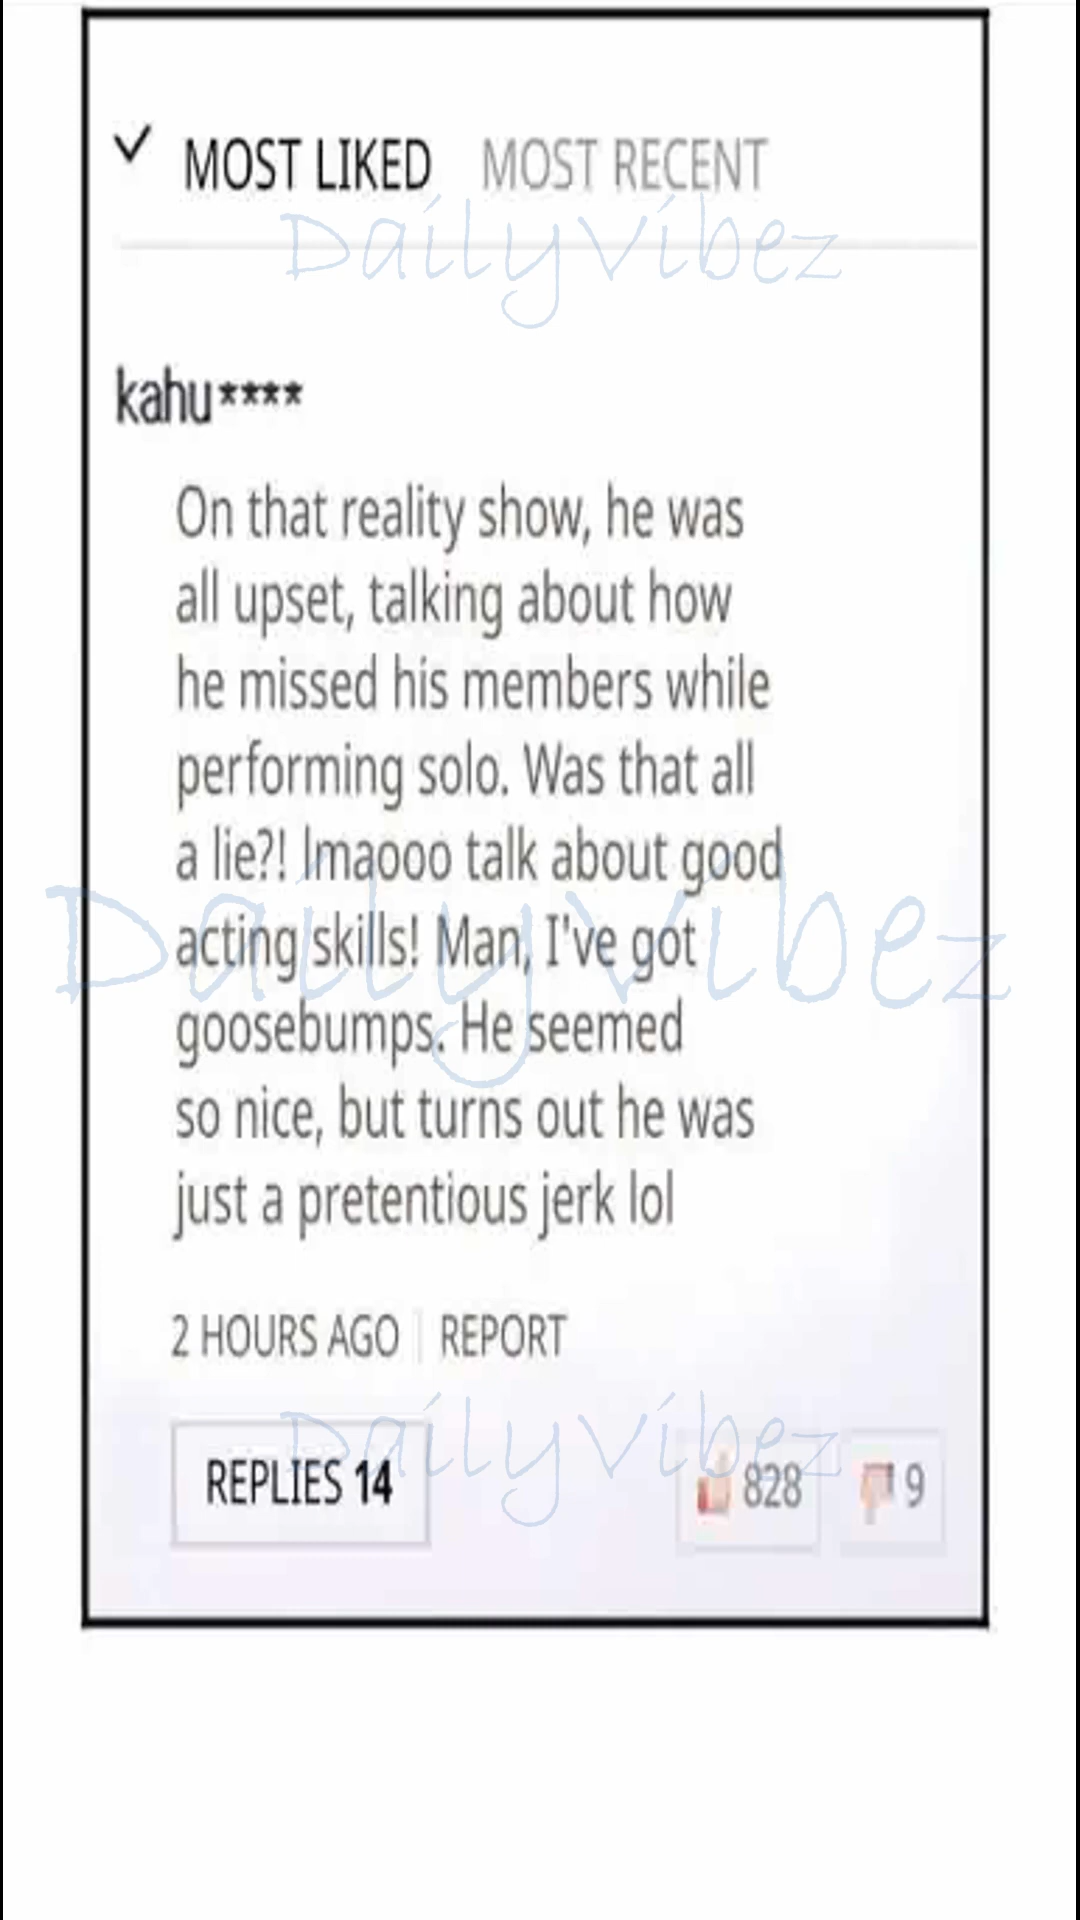 MOST LIKED MOST RECENT
DailyVibez
kahu****
On that reality show, he was
all upset, talking about how
he missed his members while
performing solo. Was that all
a lie?! lmaooo talk about good
DailyVibez
acting skills! Man, I've got
goosebumps. He seemed
so nice, but turns out he was
just a pretentious jerk lol
2 HOURS AGO | REPORT
DailyVibez
REPLIES 14 828 9